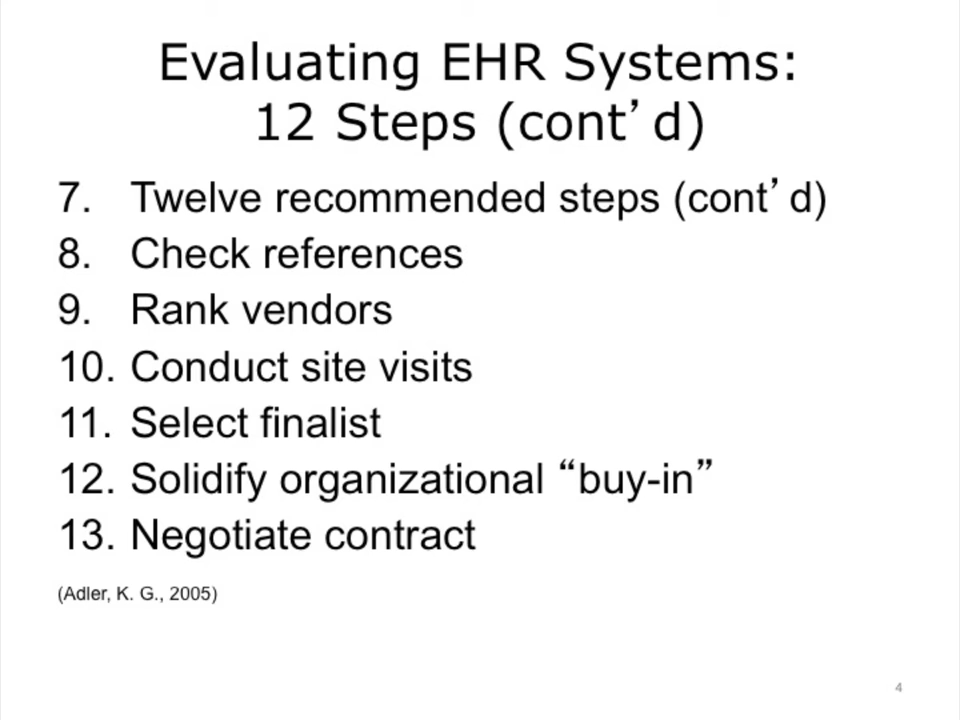 Evaluating EHR Systems:
12 Steps (cont’d)
7. Twelve recommended steps (cont’d)
8. Check references
9. Rank vendors
10. Conduct site visits
11. Select finalist
12. Solidify organizational “buy-in”
13. Negotiate contract
(Adler, K. G., 2005)
4